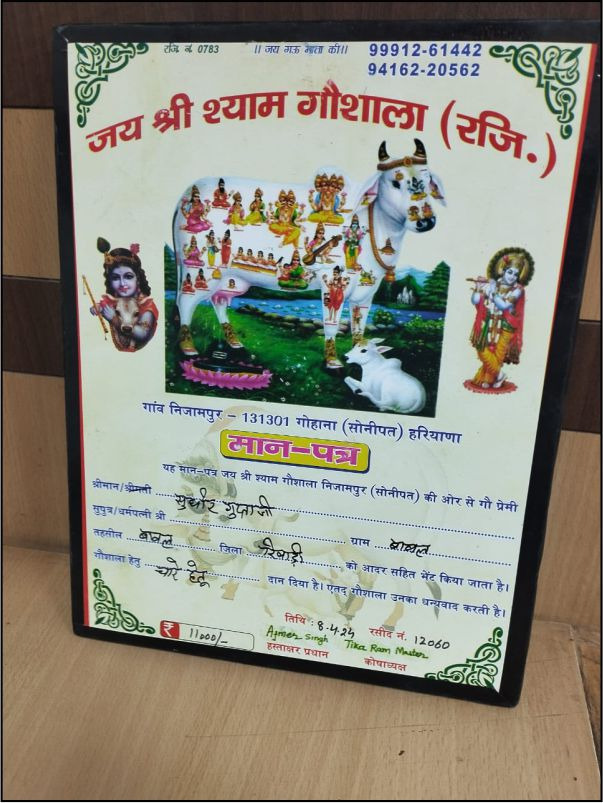 रजि नं. 0783 ।। जय गऊ माता की।। 99912-61442
94162-20562
जय श्री श्याम गौशाला (रजि.)
गांव निजामपुर – 131301 गोहाना (सोनीपत) हरियाणा
मान-पत्र
यह मान-पत्र जय श्री श्याम गौशाला निजामपुर (सोनीपत) की ओर से गौ प्रेमी
श्रीमान/श्रीमती सुधीर गुप्ता जी
सुपुत्र/धर्मपत्नी श्री ग्राम बावल
तहसील बावल जिला रेवाड़ी को आदर सहित भेंट किया जाता है।
गौशाला हेतु चारे हेतु दान दिया है। एतद् गौशाला उनका धन्यवाद करती है।
तिथि : 8-4-24 रसीद नं. 12060
₹ 11000/- Ajmer Singh Tika Ram Master
हस्ताक्षर प्रधान कोषाध्यक्ष